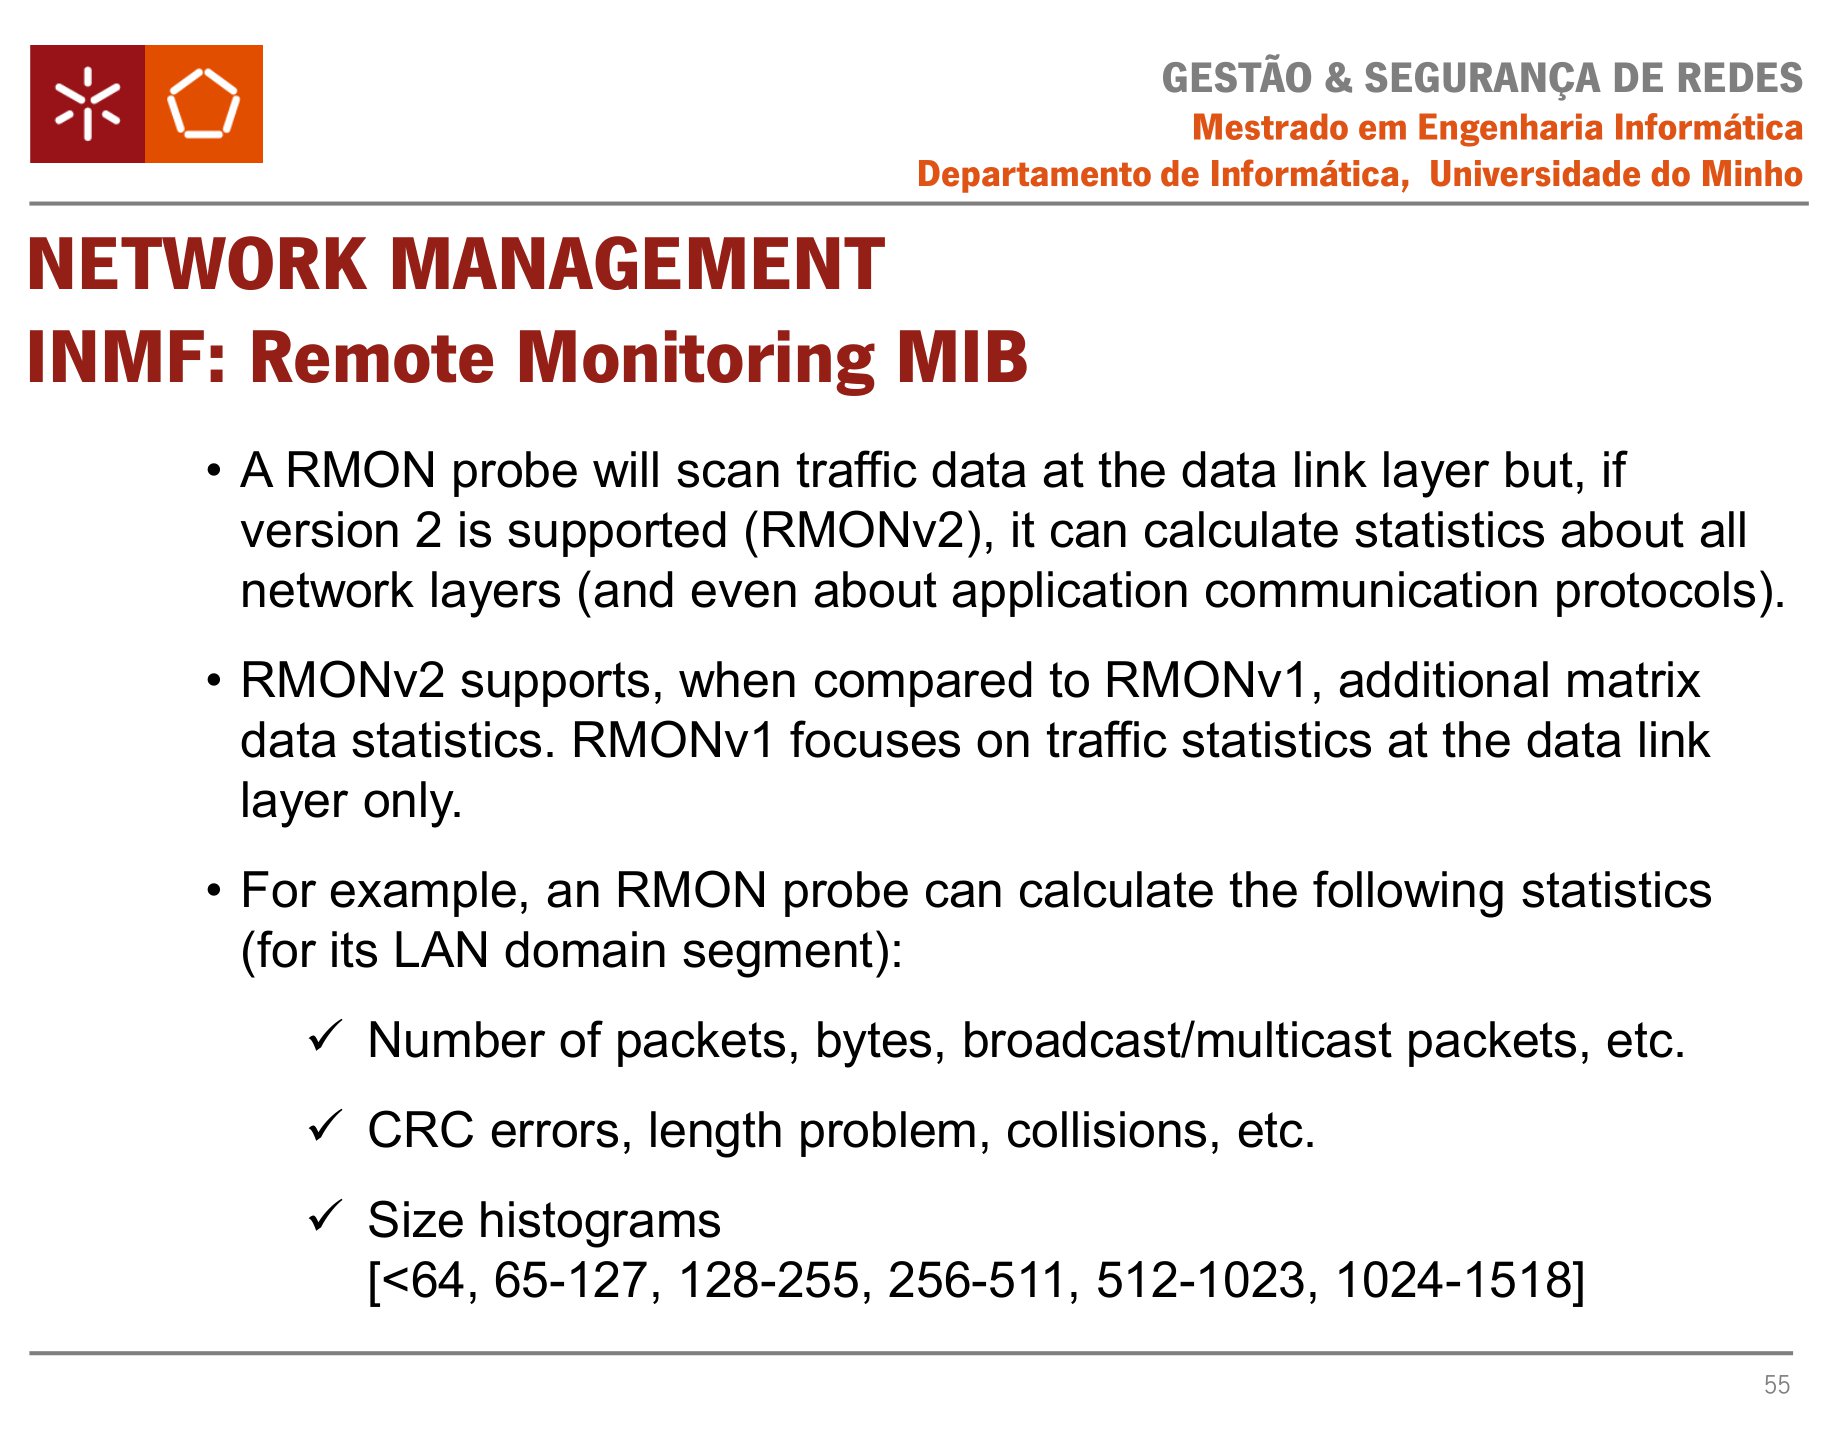 GESTÃO & SEGURANÇA DE REDES
Mestrado em Engenharia Informática
Departamento de Informática, Universidade do Minho
NETWORK MANAGEMENT
INMF: Remote Monitoring MIB
• A RMON probe will scan traffic data at the data link layer but, if
version 2 is supported (RMONv2), it can calculate statistics about all
network layers (and even about application communication protocols).
• RMONv2 supports, when compared to RMONv1, additional matrix
data statistics. RMONv1 focuses on traffic statistics at the data link
layer only.
• For example, an RMON probe can calculate the following statistics
(for its LAN domain segment):
✓ Number of packets, bytes, broadcast/multicast packets, etc.
✓ CRC errors, length problem, collisions, etc.
✓ Size histograms
[<64, 65-127, 128-255, 256-511, 512-1023, 1024-1518]
55